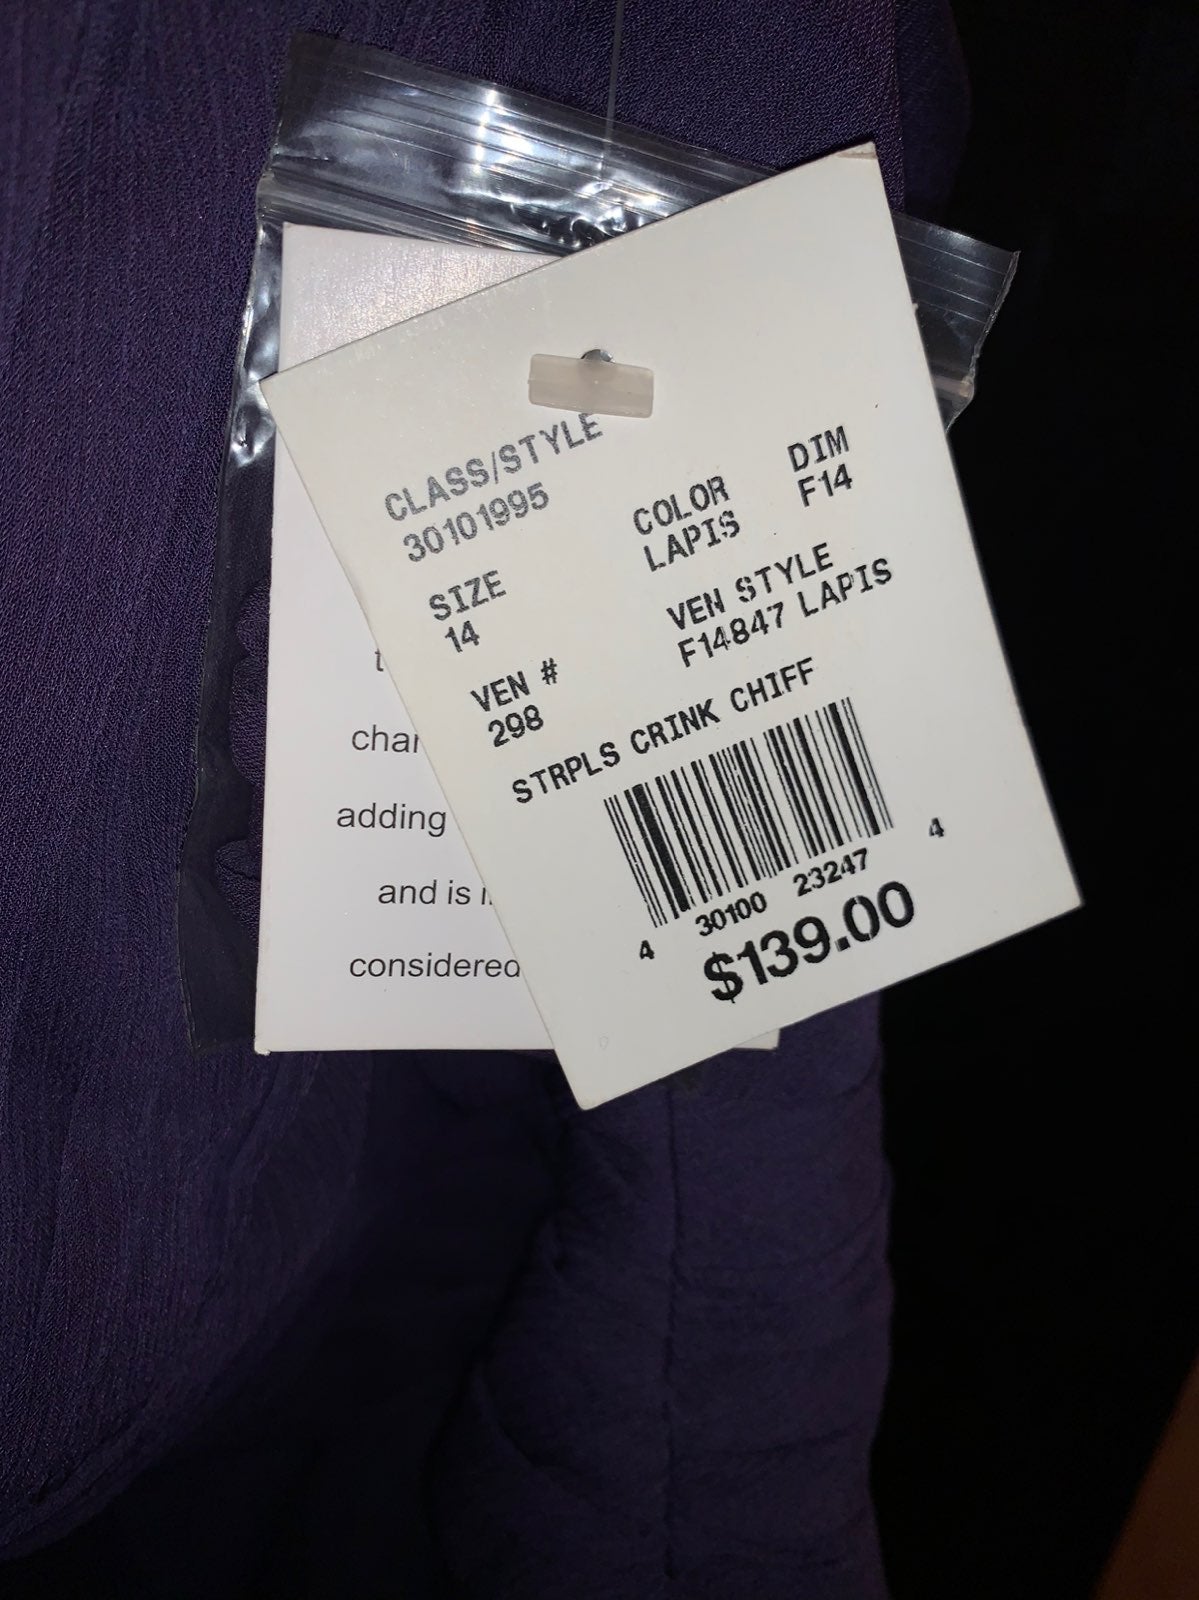 CLASS/STYLE
30101995
COLOR
LAPIS
DIM
F14
SIZE
14
VEN STYLE
F14847 LAPIS
VEN #
298
STRPLS CRINK CHIFF
4 30100 23247 4
$139.00
adding
and is
considered